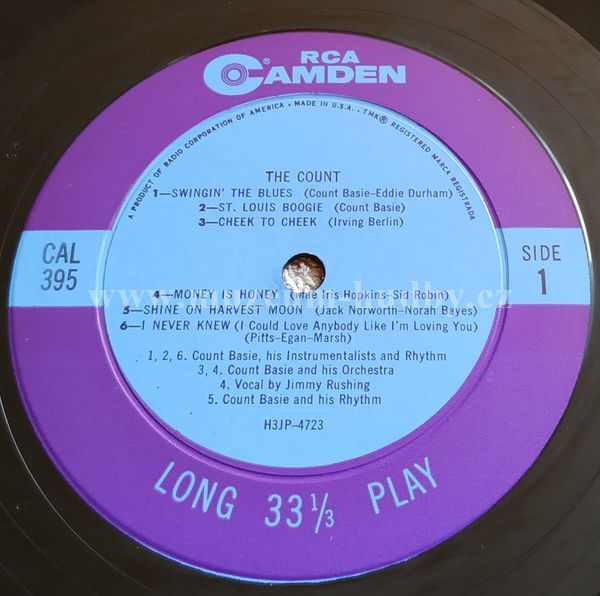 RCA
CAMDEN®
A PRODUCT OF RADIO CORPORATION OF AMERICA • MADE IN U.S.A. • TMK® REGISTERED MARCA REGISTRADA
THE COUNT
1—SWINGIN' THE BLUES (Count Basie–Eddie Durham)
2—ST. LOUIS BOOGIE (Count Basie)
3—CHEEK TO CHEEK (Irving Berlin)
CAL
395
SIDE
1
4—MONEY IS HONEY (Mae Iris Hopkins–Sid Robin)
5—SHINE ON HARVEST MOON (Jack Norworth–Norah Bayes)
6—I NEVER KNEW (I Could Love Anybody Like I'm Loving You)
(Pitts–Egan–Marsh)
1, 2, 6. Count Basie, his Instrumentalists and Rhythm
3, 4. Count Basie and his Orchestra
4. Vocal by Jimmy Rushing
5. Count Basie and his Rhythm
H3JP–4723
LONG 33⅓ PLAY